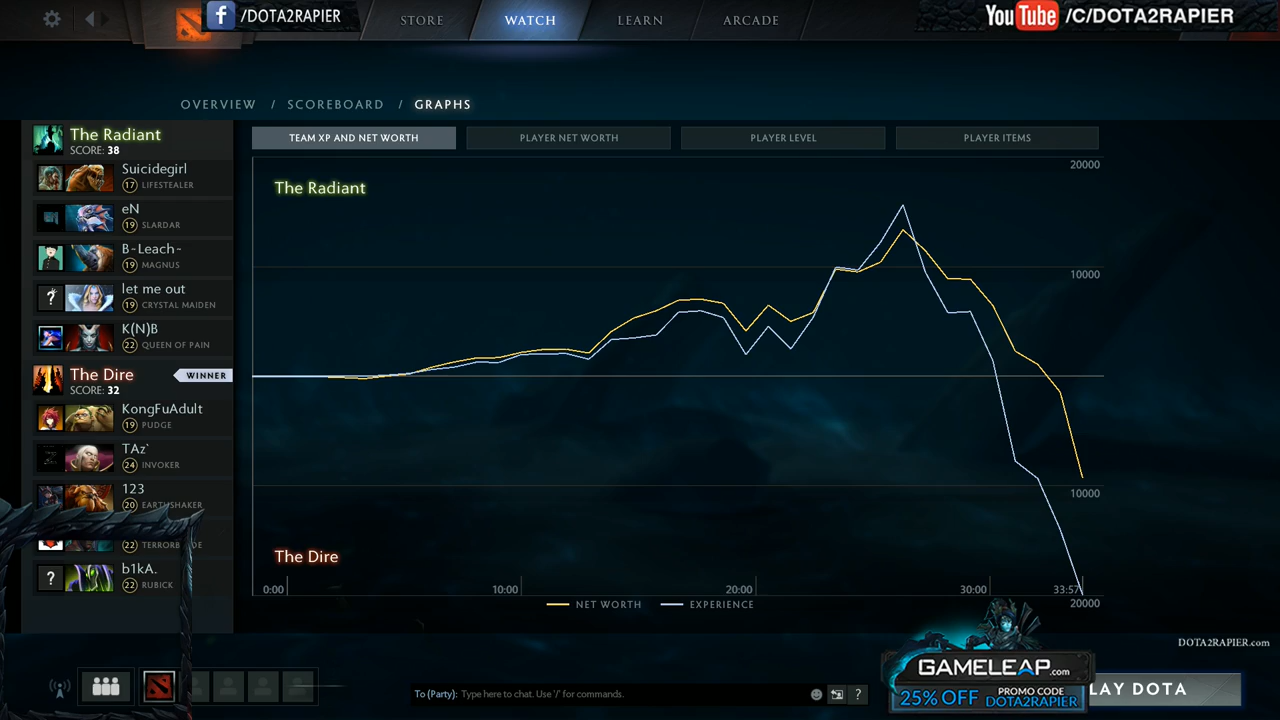 /DOTA2RAPIER
STORE
WATCH
LEARN
ARCADE
You Tube /C/DOTA2RAPIER
OVERVIEW / SCOREBOARD / GRAPHS
The Radiant
SCORE: 38
Suicidegirl
17 LIFESTEALER
eN
19 SLARDAR
B-Leach-
19 MAGNUS
let me out
19 CRYSTAL MAIDEN
K(N)B
22 QUEEN OF PAIN
The Dire
WINNER
SCORE: 32
KongFuAdult
19 PUDGE
TAz`
24 INVOKER
123
20 EARTHSHAKER
22 TERRORB DE
b1kA.
22 RUBICK
TEAM XP AND NET WORTH
PLAYER NET WORTH
PLAYER LEVEL
PLAYER ITEMS
20000
The Radiant
10000
10000
The Dire
0:00
10:00
20:00
30:00
33:57
20000
NET WORTH
EXPERIENCE
DOTA2RAPIER.com
To (Party): Type here to chat. Use '/' for commands.
?
GAMELEAP.com
25% OFF
PROMO CODE
DOTA2RAPIER
LAY DOTA